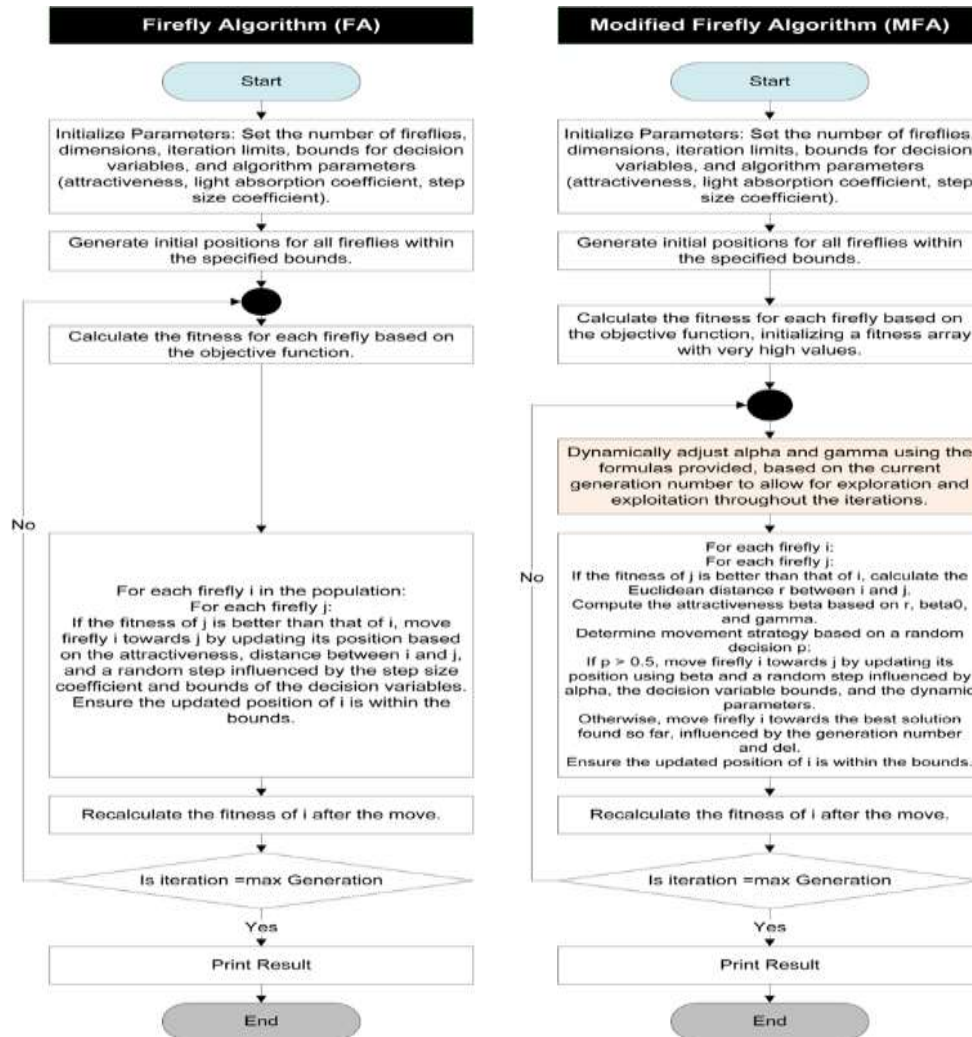 Firefly Algorithm (FA)
Start
Initialize Parameters: Set the number of fireflies,
dimensions, iteration limits, bounds for decision
variables, and algorithm parameters
(attractiveness, light absorption coefficient, step
size coefficient).
Generate initial positions for all fireflies within
the specified bounds.
Calculate the fitness for each firefly based on
the objective function.
No
For each firefly i in the population:
For each firefly j:
If the fitness of j is better than that of i, move
firefly i towards j by updating its position based
on the attractiveness, distance between i and j,
and a random step influenced by the step size
coefficient and bounds of the decision variables.
Ensure the updated position of i is within the
bounds.
Recalculate the fitness of i after the move.
Is iteration =max Generation
Yes
Print Result
End
Modified Firefly Algorithm (MFA)
Start
Initialize Parameters: Set the number of fireflies,
dimensions, iteration limits, bounds for decision
variables, and algorithm parameters
(attractiveness, light absorption coefficient, step
size coefficient).
Generate initial positions for all fireflies within
the specified bounds.
Calculate the fitness for each firefly based on
the objective function, initializing a fitness array
with very high values.
Dynamically adjust alpha and gamma using the
formulas provided, based on the current
generation number to allow for exploration and
exploitation throughout the iterations.
No
For each firefly i:
For each firefly j:
If the fitness of j is better than that of i, calculate the
Euclidean distance r between i and j.
Compute the attractiveness beta based on r, beta0,
and gamma.
Determine movement strategy based on a random
decision p:
If p > 0.5, move firefly i towards j by updating its
position using beta and a random step influenced by
alpha, the decision variable bounds, and the dynamic
parameters.
Otherwise, move firefly i towards the best solution
found so far, influenced by the generation number
and del.
Ensure the updated position of i is within the bounds.
Recalculate the fitness of i after the move.
Is iteration =max Generation
Yes
Print Result
End